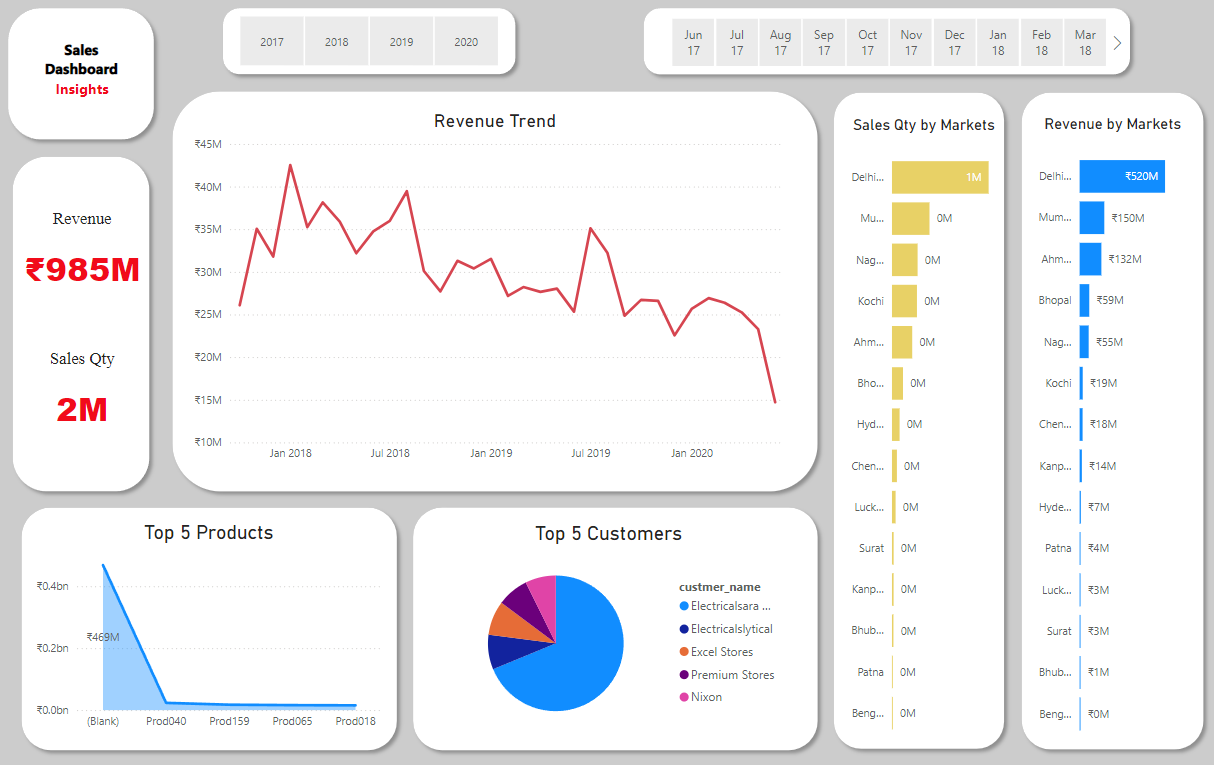 Sales
Dashboard
Insights
2017
2018
2019
2020
Jun
17
Jul
17
Aug
17
Sep
17
Oct
17
Nov
17
Dec
17
Jan
18
Feb
18
Mar
18
Revenue
₹985M
Sales Qty
2M
Revenue Trend
₹45M
₹40M
₹35M
₹30M
₹25M
₹20M
₹15M
₹10M
Jan 2018
Jul 2018
Jan 2019
Jul 2019
Jan 2020
Sales Qty by Markets
Delhi... 1M
Mu... 0M
Nag... 0M
Kochi 0M
Ahm... 0M
Bho... 0M
Hyd... 0M
Chen... 0M
Luck... 0M
Surat 0M
Kanp... 0M
Bhub... 0M
Patna 0M
Beng... 0M
Revenue by Markets
Delhi... ₹520M
Mum... ₹150M
Ahm... ₹132M
Bhopal ₹59M
Nag... ₹55M
Kochi ₹19M
Chen... ₹18M
Kanp... ₹14M
Hyde... ₹7M
Patna ₹4M
Luck... ₹3M
Surat ₹3M
Bhub... ₹1M
Beng... ₹0M
Top 5 Products
₹0.4bn
₹469M
₹0.2bn
₹0.0bn
(Blank)
Prod040
Prod159
Prod065
Prod018
Top 5 Customers
custmer_name
Electricalsara ...
Electricalslytical
Excel Stores
Premium Stores
Nixon